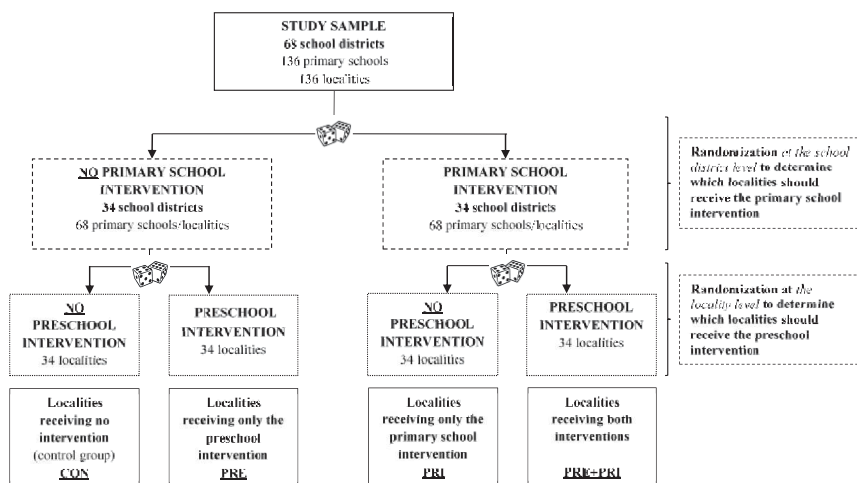 STUDY SAMPLE
68 school districts
136 primary schools
136 localities
NO PRIMARY SCHOOL
INTERVENTION
34 school districts
68 primary schools/localities
PRIMARY SCHOOL
INTERVENTION
34 school districts
68 primary schools/localities
Randomization at the school
district level to determine
which localities should
receive the primary school
intervention
NO
PRESCHOOL
INTERVENTION
34 localities
PRESCHOOL
INTERVENTION
34 localities
NO
PRESCHOOL
INTERVENTION
34 localities
PRESCHOOL
INTERVENTION
34 localities
Randomization at the
locality level to determine
which localities should
receive the preschool
intervention
Localities
receiving no
intervention
(control group)
CON
Localities
receiving only the
preschool
intervention
PRE
Localities
receiving only the
primary school
intervention
PRI
Localities
receiving both
interventions
PRE+PRI